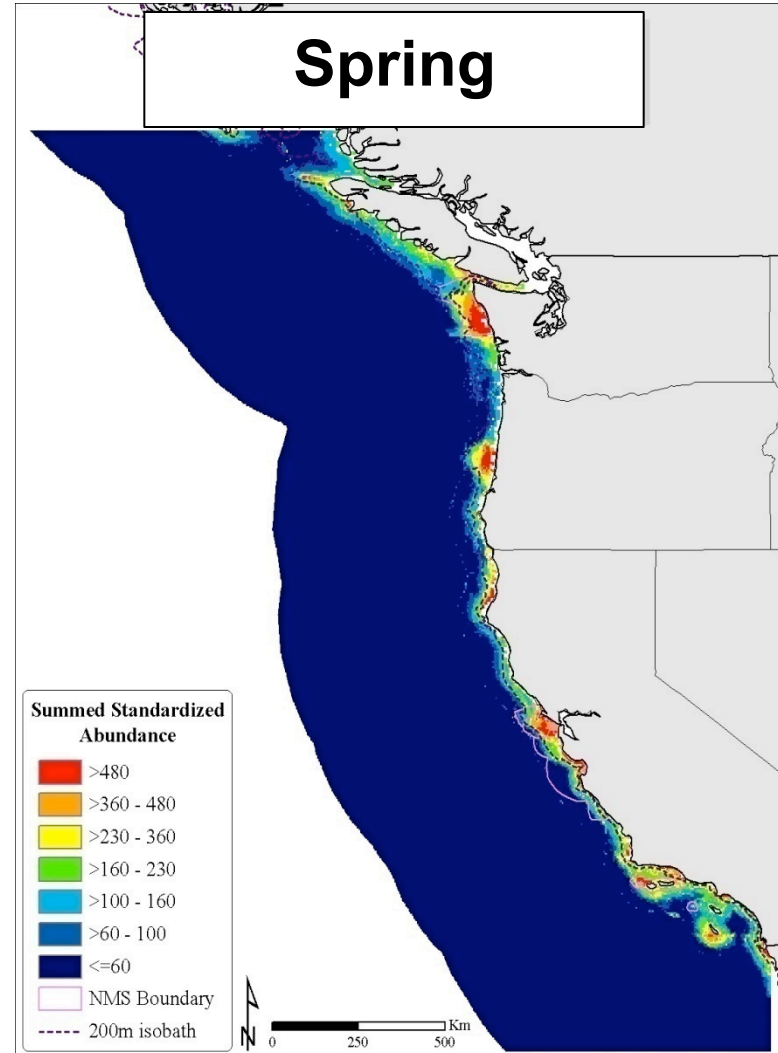 Spring
Summed Standardized
Abundance
>480
>360 - 480
>230 - 360
>160 - 230
>100 - 160
>60 - 100
<=60
NMS Boundary
200m isobath
N
Km
0 250 500